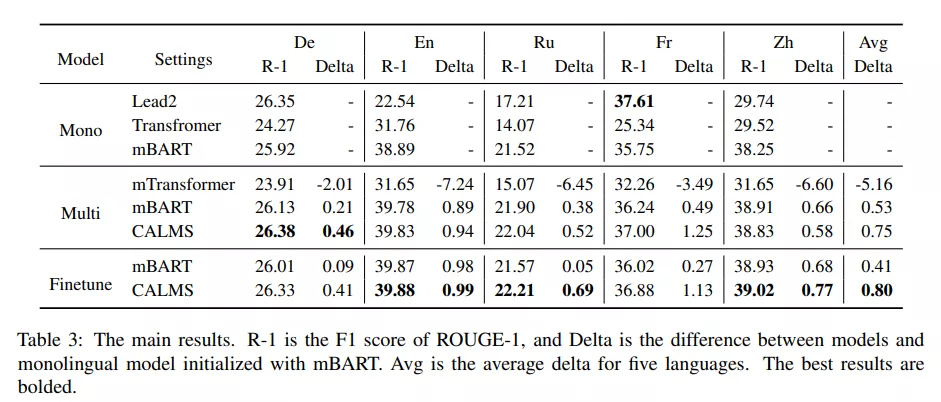 Model Settings De En Ru Fr Zh Avg
R-1 Delta R-1 Delta R-1 Delta R-1 Delta R-1 Delta Delta
Mono
Lead2 26.35 - 22.54 - 17.21 - 37.61 - 29.74 - -
Transfromer 24.27 - 31.76 - 14.07 - 25.34 - 29.52 - -
mBART 25.92 - 38.89 - 21.52 - 35.75 - 38.25 - -
Multi
mTransformer 23.91 -2.01 31.65 -7.24 15.07 -6.45 32.26 -3.49 31.65 -6.60 -5.16
mBART 26.13 0.21 39.78 0.89 21.90 0.38 36.24 0.49 38.91 0.66 0.53
CALMS 26.38 0.46 39.83 0.94 22.04 0.52 37.00 1.25 38.83 0.58 0.75
Finetune
mBART 26.01 0.09 39.87 0.98 21.57 0.05 36.02 0.27 38.93 0.68 0.41
CALMS 26.33 0.41 39.88 0.99 22.21 0.69 36.88 1.13 39.02 0.77 0.80
Table 3: The main results. R-1 is the F1 score of ROUGE-1, and Delta is the difference between models and
monolingual model initialized with mBART. Avg is the average delta for five languages. The best results are
bolded.